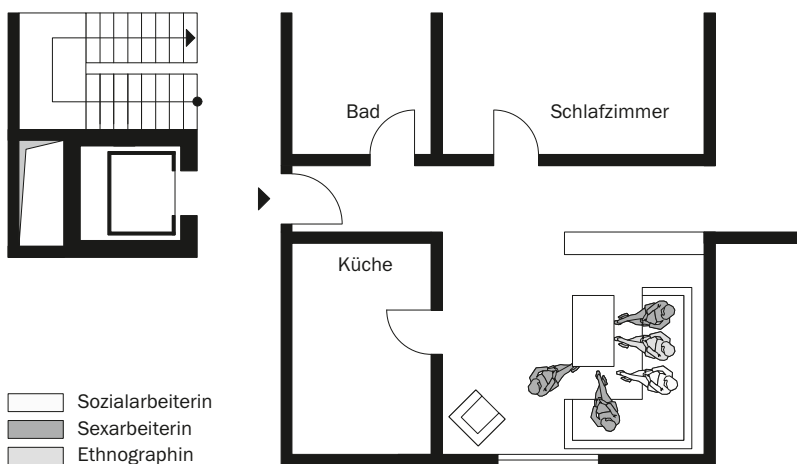 Bad
Schlafzimmer
Küche
Sozialarbeiterin
Sexarbeiterin
Ethnographin